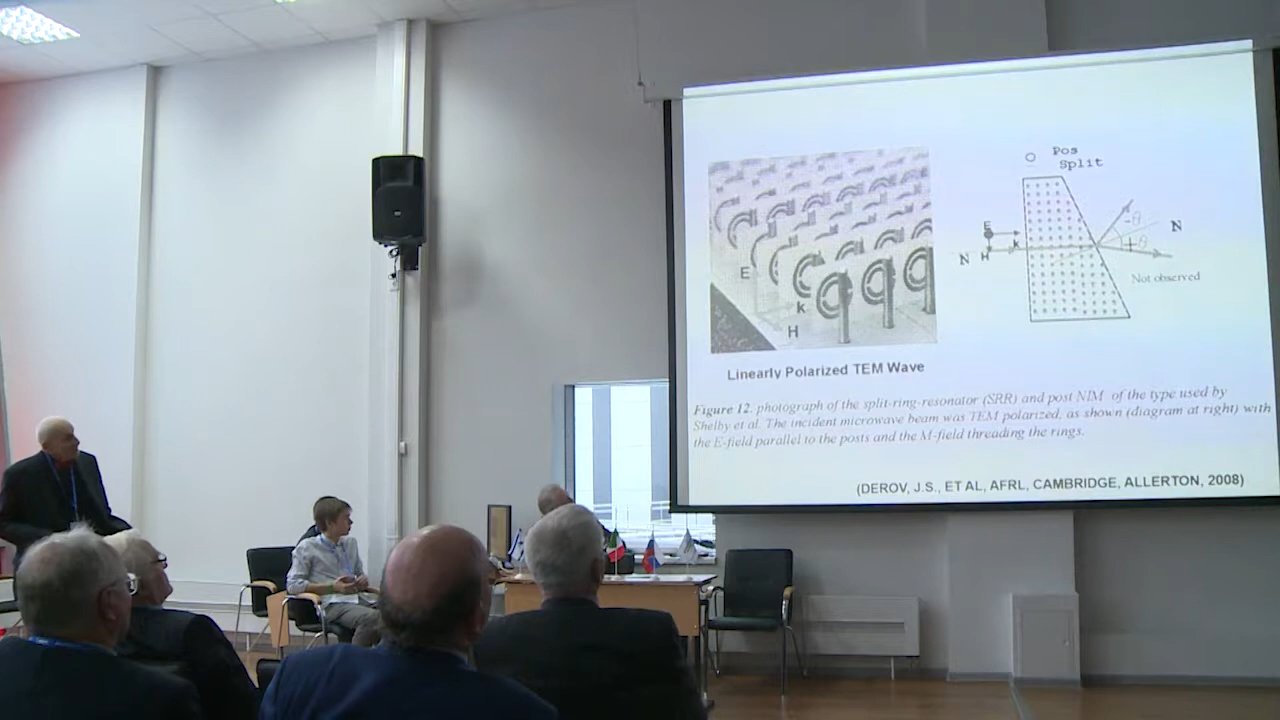 Pos
Split
E
k
H
E
N
H
k
-θ
+θ
N
Not observed
Linearly Polarized TEM Wave
Figure 12. photograph of the split-ring-resonator (SRR) and post NIM of the type used by
Shelby et al. The incident microwave beam was TEM polarized, as shown (diagram at right) with
the E-field parallel to the posts and the M-field threading the rings.
(DEROV, J.S., ET AL, AFRL, CAMBRIDGE, ALLERTON, 2008)